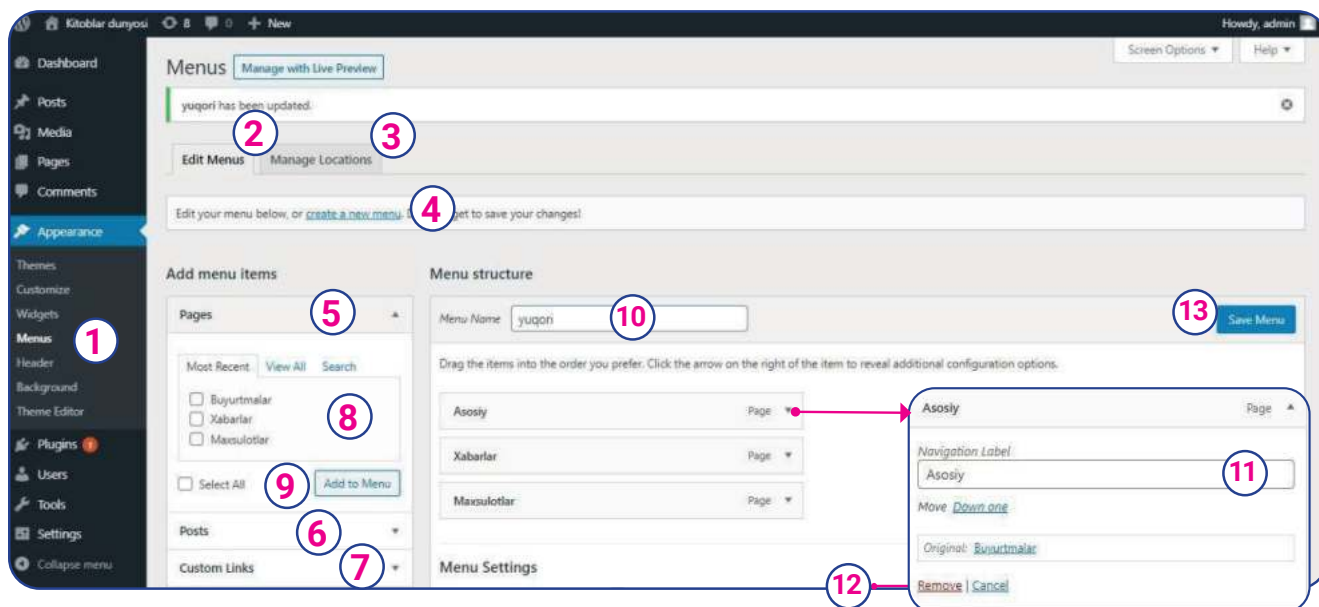 Kitoblar dunyosi 8 0 + New Howdy, admin
Screen Options ▼ Help ▼
Dashboard
Posts
Media
Pages
Comments
Appearance
Themes
Customize
Widgets
Menus
1
Header
Background
Theme Editor
Plugins 1
Users
Tools
Settings
Collapse menu
Menus Manage with Live Preview
yuqori has been updated.
2 3
Edit Menus Manage Locations
4
Edit your menu below, or create a new menu. get to save your changes!
Add menu items
Pages 5
Most Recent View All Search
Buyurtmalar
Xabarlar
Maxsulotlar
8
Select All 9 Add to Menu
Posts 6
Custom Links 7
Menu structure
Menu Name yuqori 10 13 Save Menu
Drag the items into the order you prefer. Click the arrow on the right of the item to reveal additional configuration options.
Asosiy Page
Xabarlar Page
Maxsulotlar Page
Menu Settings
Asosiy Page
Navigation Label
Asosiy 11
Move Down one
Original: Buyurtmalar
12 Remove | Cancel